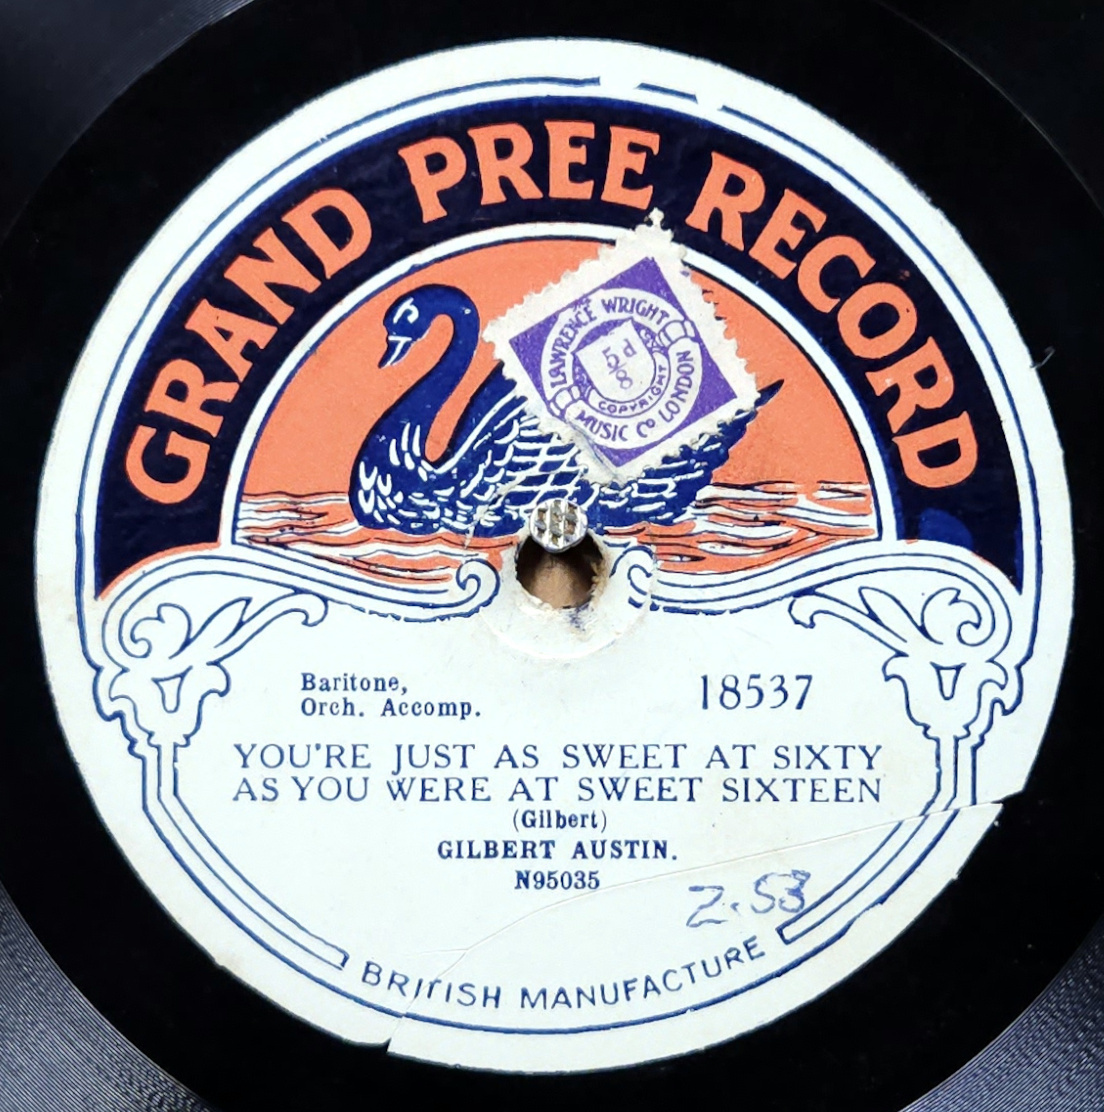 GRAND PREE RECORD
LAWRENCE WRIGHT
5/8 d
COPYRIGHT
MUSIC Co LONDON
Baritone,
Orch. Accomp.
18537
YOU'RE JUST AS SWEET AT SIXTY
AS YOU WERE AT SWEET SIXTEEN
(Gilbert)
GILBERT AUSTIN.
N95035
2.53
BRITISH MANUFACTURE